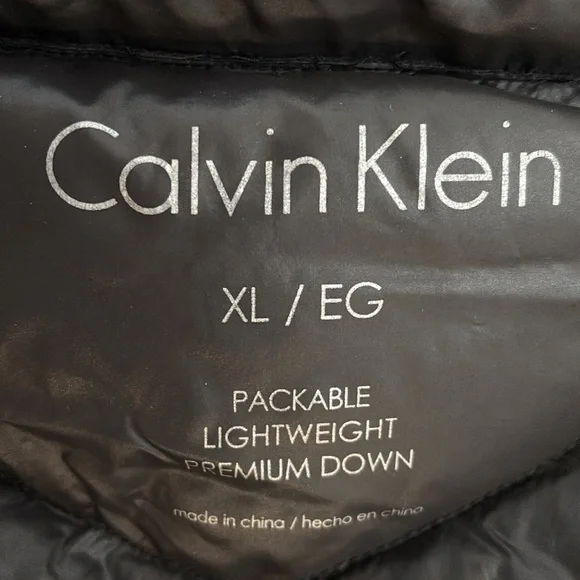 Calvin Klein
XL / EG
PACKABLE
LIGHTWEIGHT
PREMIUM DOWN
made in china / hecho en china